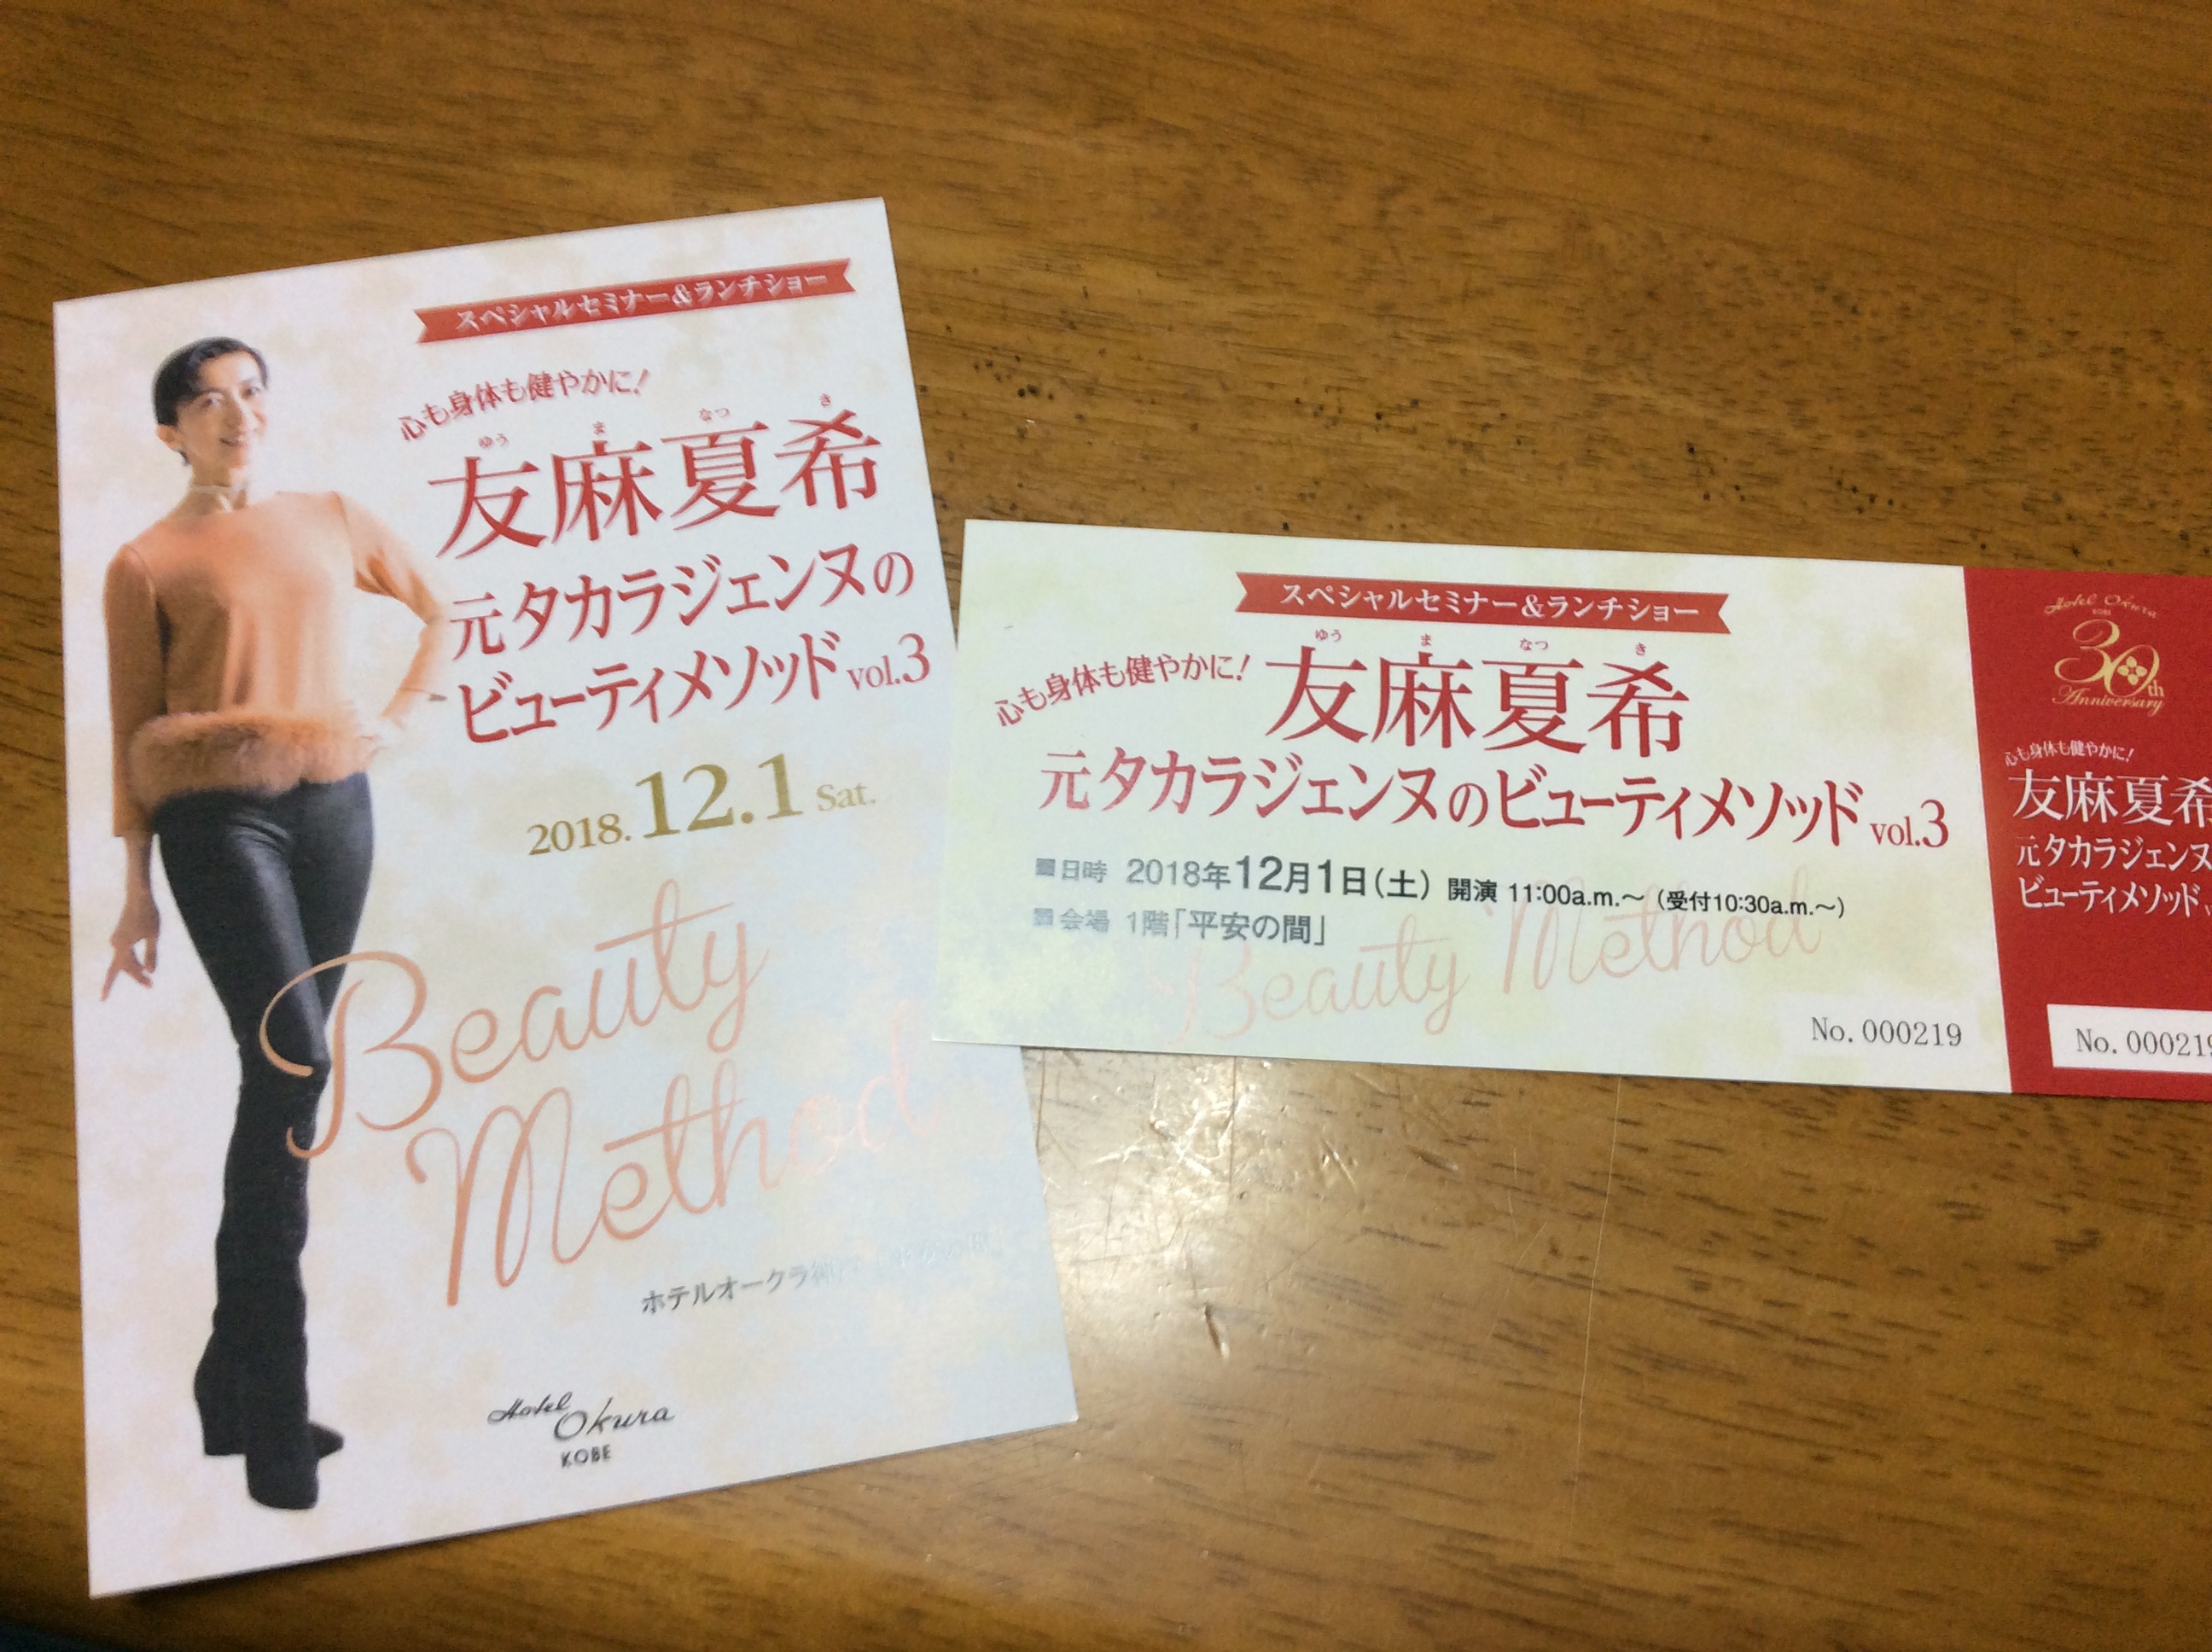 スペシャルセミナー&ランチショー
心も身体も健やかに!
ゆう ま なつ き
友麻夏希
元タカラジェンヌの
ビューティメソッド vol.3
2018.12.1 Sat.
Beauty
Method
ホテルオークラ神戸「平安の間」
Hotel Okura
KOBE
スペシャルセミナー&ランチショー
心も身体も健やかに!
ゆう ま なつ き
友麻夏希
元タカラジェンヌのビューティメソッド vol.3
■日時 2018年12月1日(土) 開演 11:00a.m.～(受付10:30a.m.～)
■会場 1階「平安の間」
Beauty Method
No.000219
Hotel Okura
KOBE
30th
Anniversary
心も身体も健やかに!
友麻夏希
元タカラジェンヌ
ビューティメソッド
No.000219